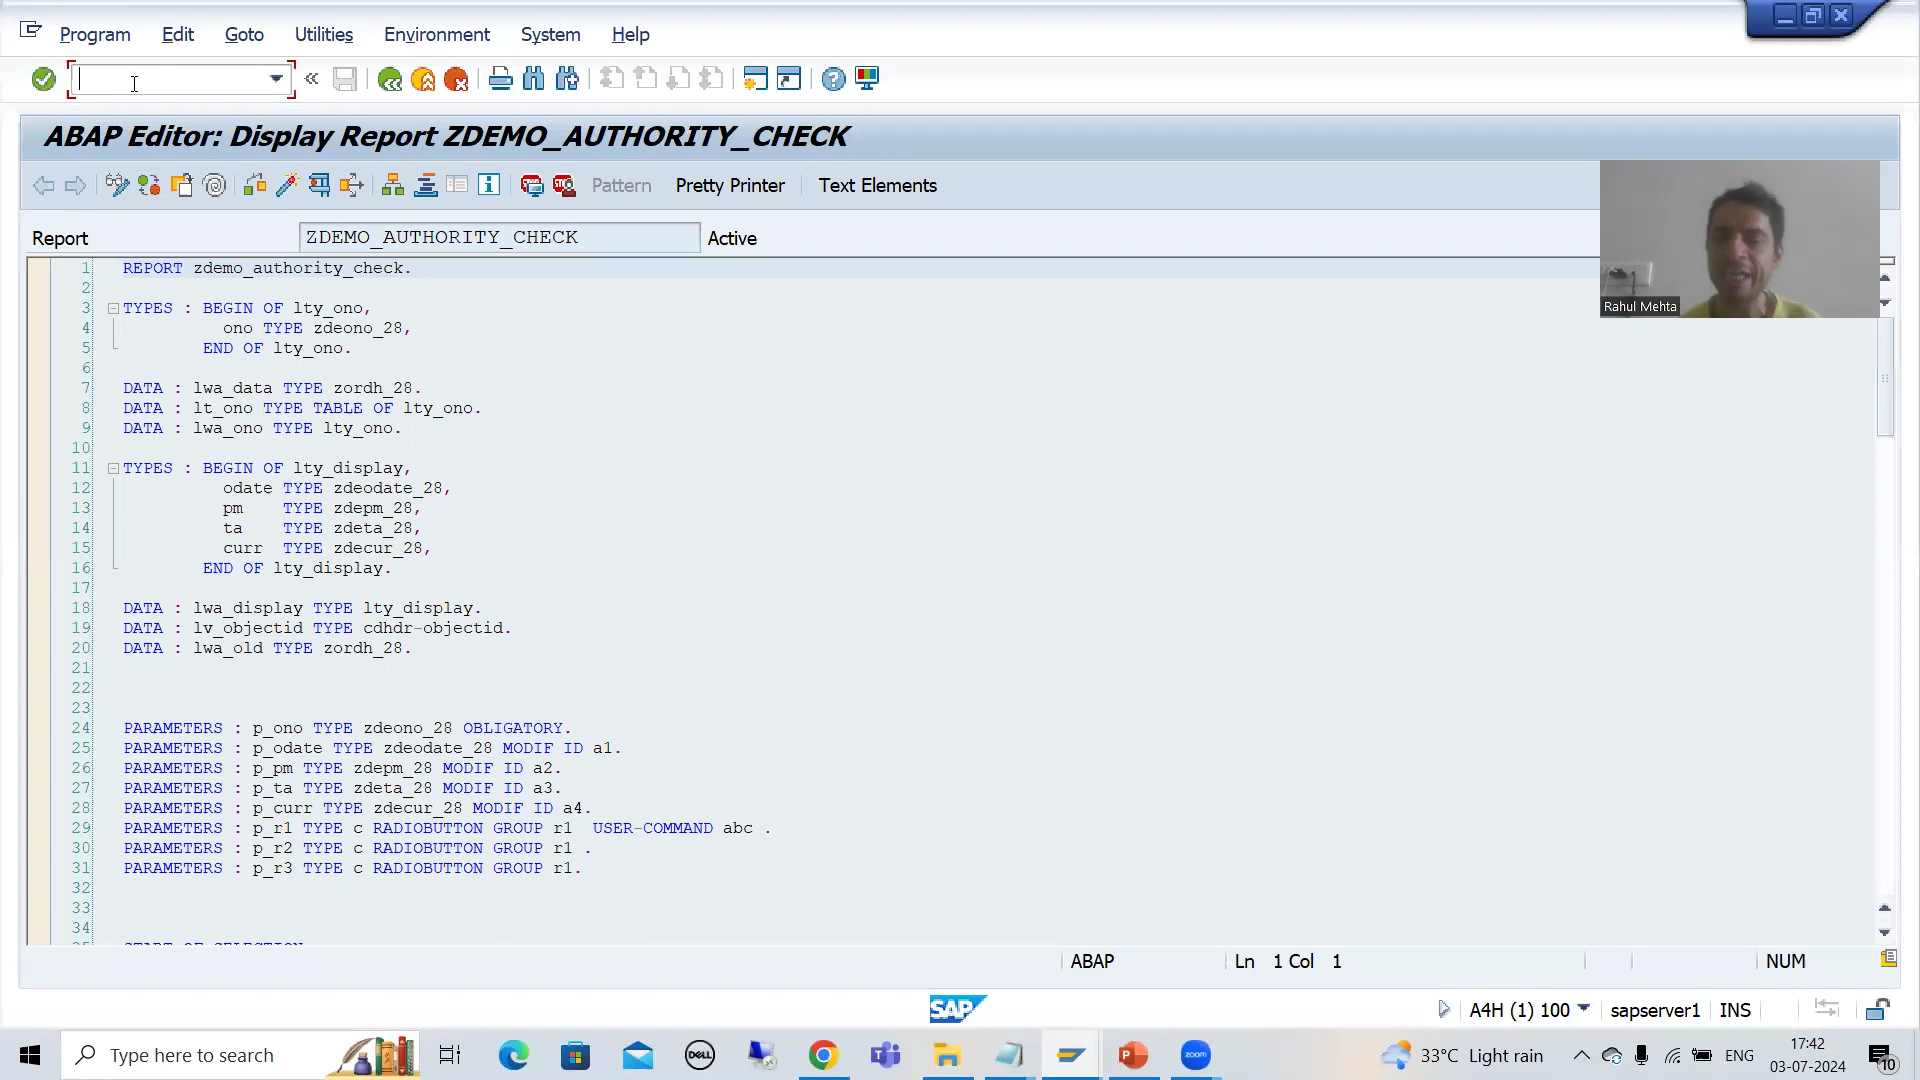 Program Edit Goto Utilities Environment System Help
ABAP Editor: Display Report ZDEMO_AUTHORITY_CHECK
Pattern Pretty Printer Text Elements
Report ZDEMO_AUTHORITY_CHECK Active
Rahul Mehta
1 REPORT zdemo_authority_check.
2
3 TYPES : BEGIN OF lty_ono,
4 ono TYPE zdeono_28,
5 END OF lty_ono.
6
7 DATA : lwa_data TYPE zordh_28.
8 DATA : lt_ono TYPE TABLE OF lty_ono.
9 DATA : lwa_ono TYPE lty_ono.
10
11 TYPES : BEGIN OF lty_display,
12 odate TYPE zdeodate_28,
13 pm TYPE zdepm_28,
14 ta TYPE zdeta_28,
15 curr TYPE zdecur_28,
16 END OF lty_display.
17
18 DATA : lwa_display TYPE lty_display.
19 DATA : lv_objectid TYPE cdhdr-objectid.
20 DATA : lwa_old TYPE zordh_28.
21
22
23
24 PARAMETERS : p_ono TYPE zdeono_28 OBLIGATORY.
25 PARAMETERS : p_odate TYPE zdeodate_28 MODIF ID a1.
26 PARAMETERS : p_pm TYPE zdepm_28 MODIF ID a2.
27 PARAMETERS : p_ta TYPE zdeta_28 MODIF ID a3.
28 PARAMETERS : p_curr TYPE zdecur_28 MODIF ID a4.
29 PARAMETERS : p_r1 TYPE c RADIOBUTTON GROUP r1 USER-COMMAND abc .
30 PARAMETERS : p_r2 TYPE c RADIOBUTTON GROUP r1 .
31 PARAMETERS : p_r3 TYPE c RADIOBUTTON GROUP r1.
32
33
34
ABAP Ln 1 Col 1 NUM
SAP A4H (1) 100 sapserver1 INS
Type here to search DELL zoom 33°C Light rain ENG 17:42
03-07-2024 10